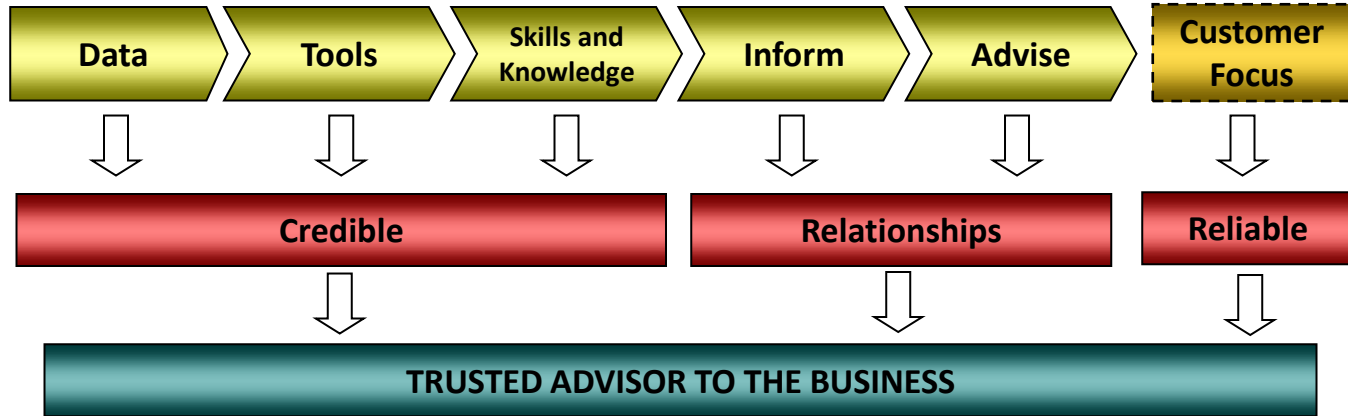 Data
Tools
Skills and
Knowledge
Inform
Advise
Customer
Focus
Credible
Relationships
Reliable
TRUSTED ADVISOR TO THE BUSINESS